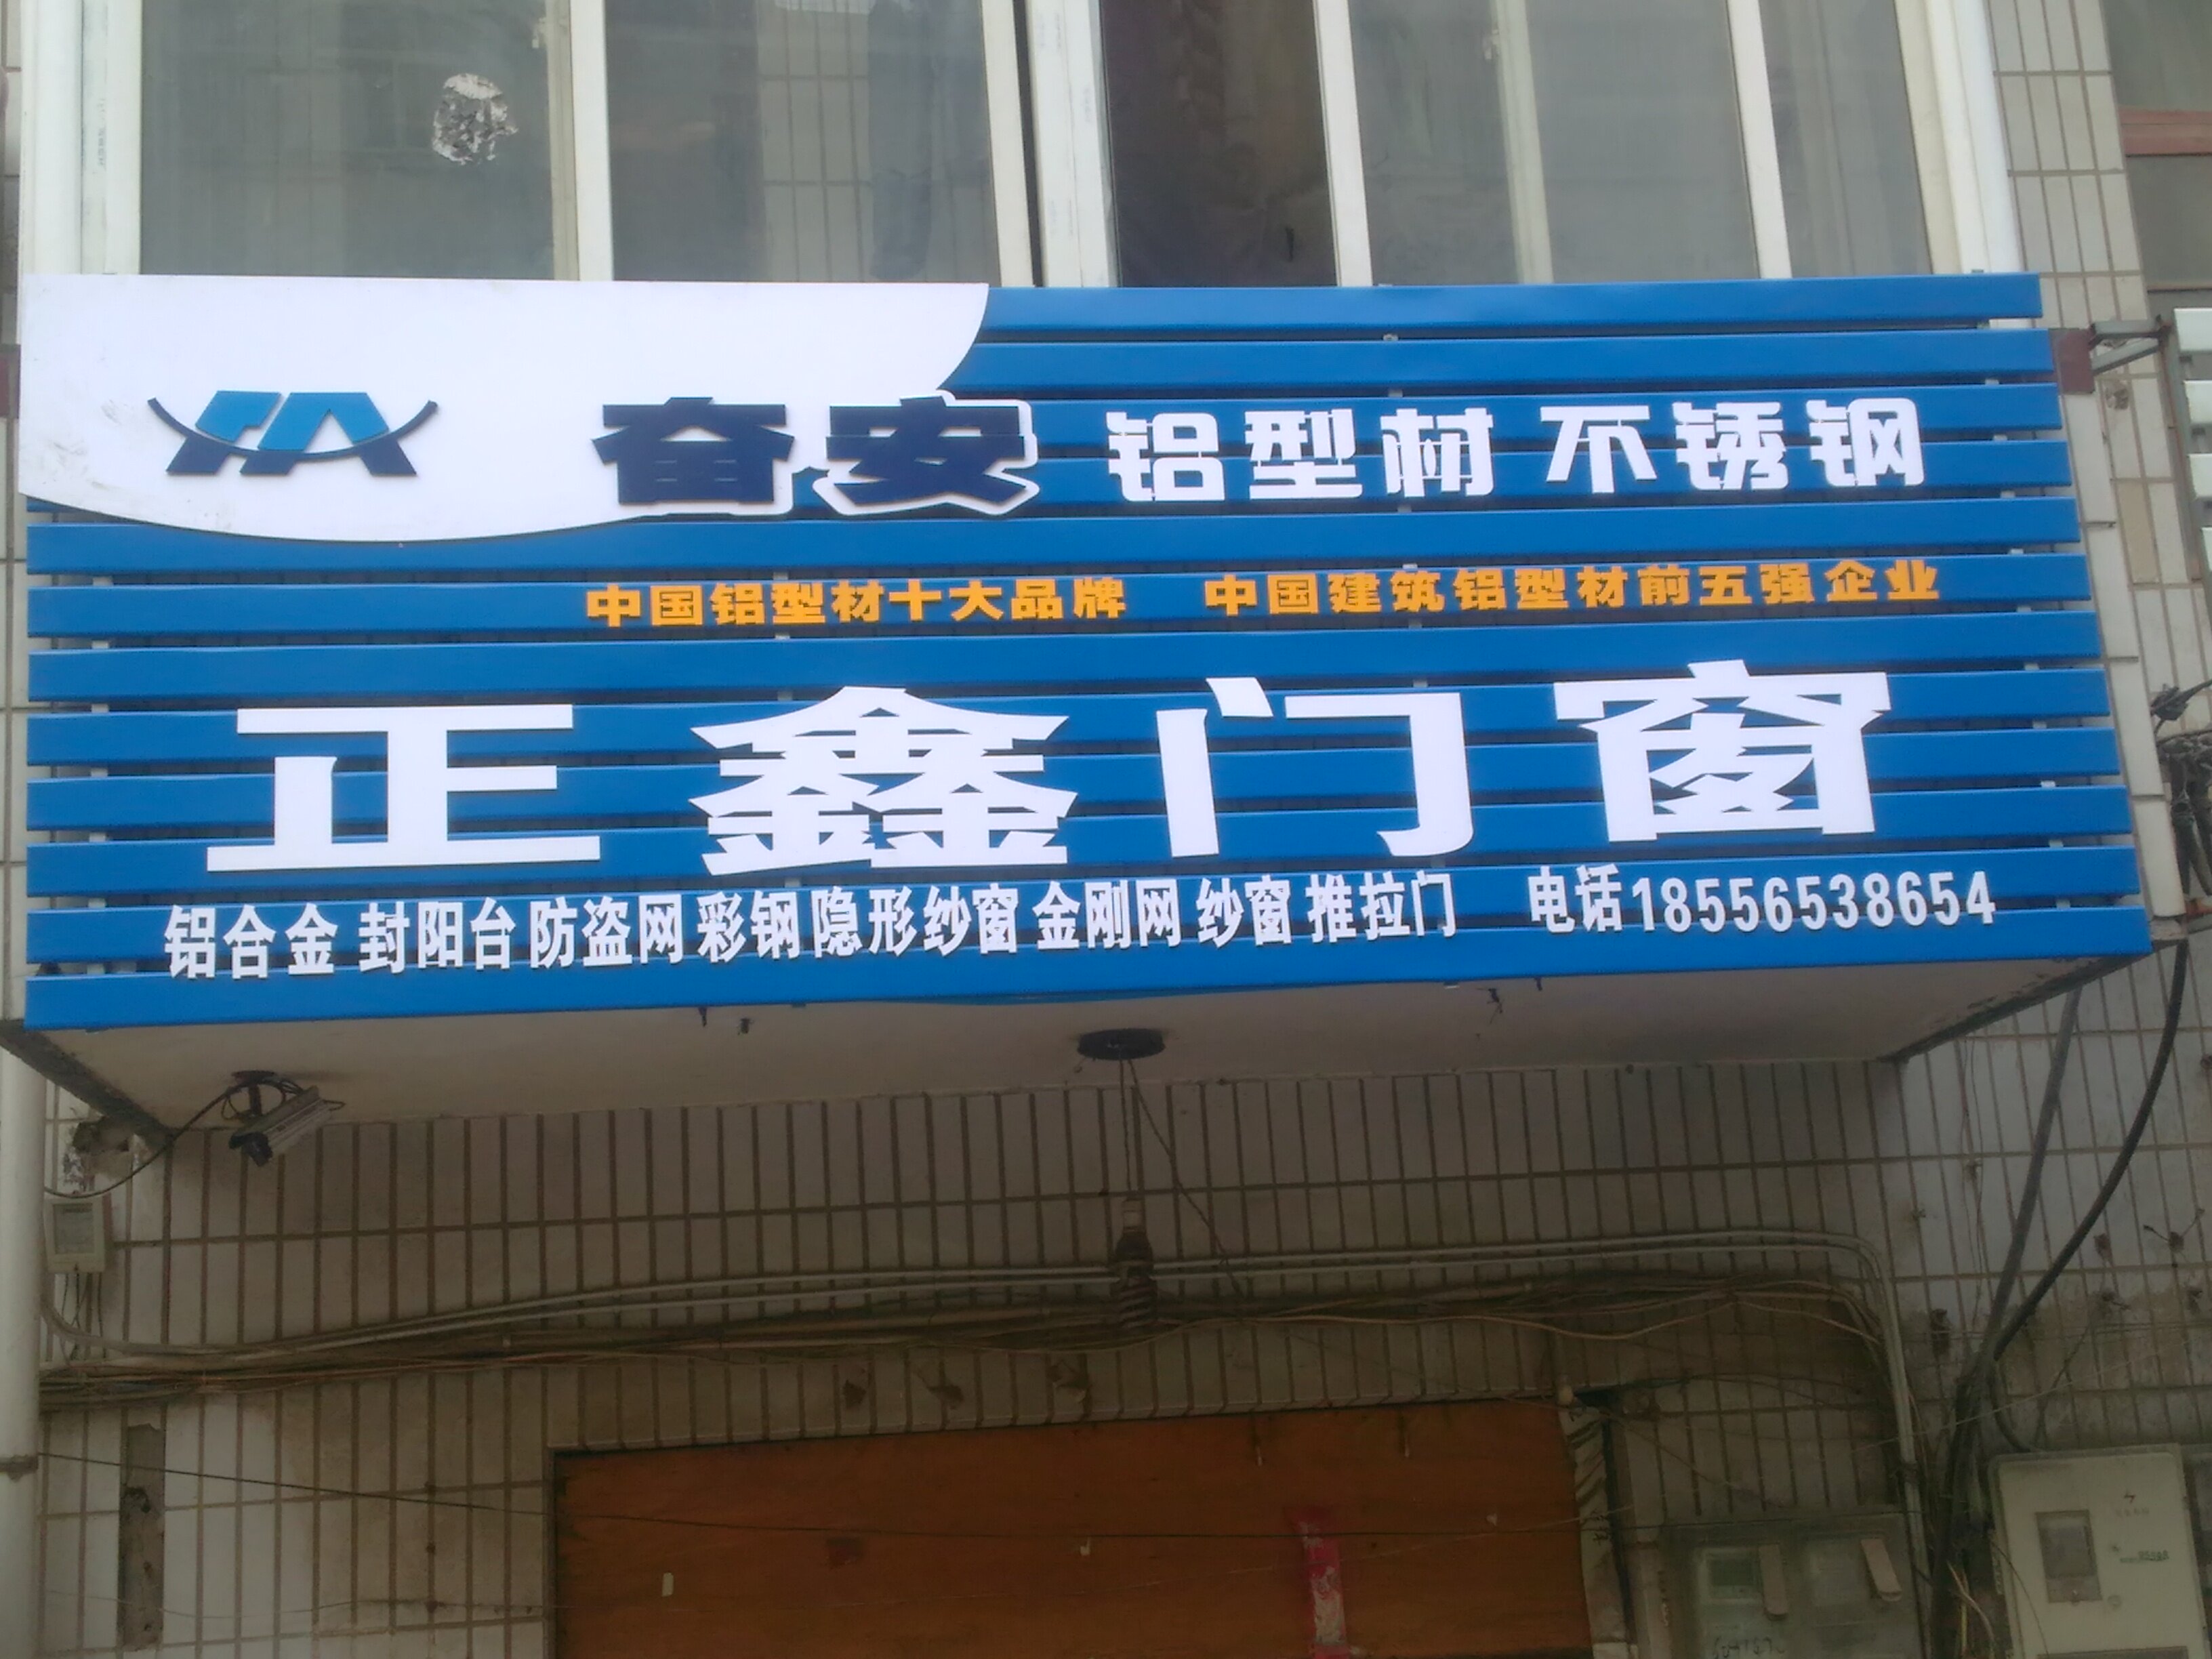 奋安 铝型材 不锈钢
中国铝型材十大品牌 中国建筑铝型材前五强企业
正鑫门窗
铝合金 封阳台 防盗网 彩钢 隐形纱窗 金刚网 纱窗 推拉门 电话18556538654